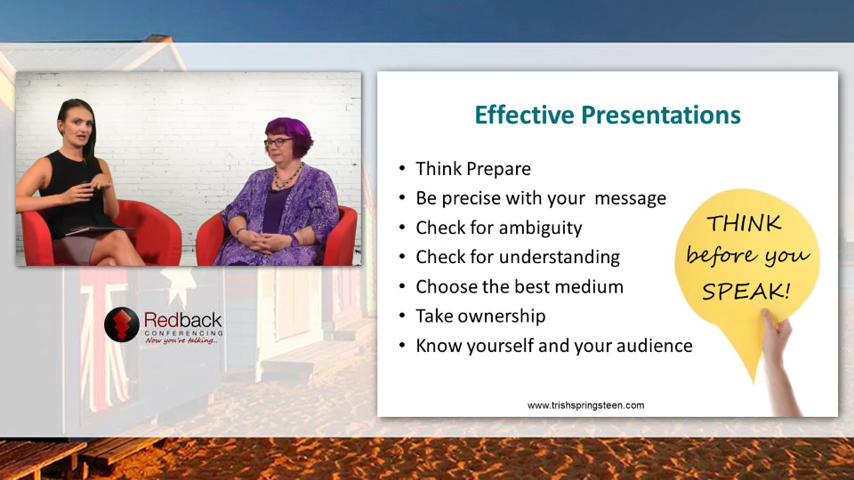 Effective Presentations
• Think Prepare
• Be precise with your message
• Check for ambiguity
• Check for understanding
• Choose the best medium
• Take ownership
• Know yourself and your audience
THINK
before you
SPEAK!
www.trishspringsteen.com
Redback
CONFERENCING
Now you're talking..